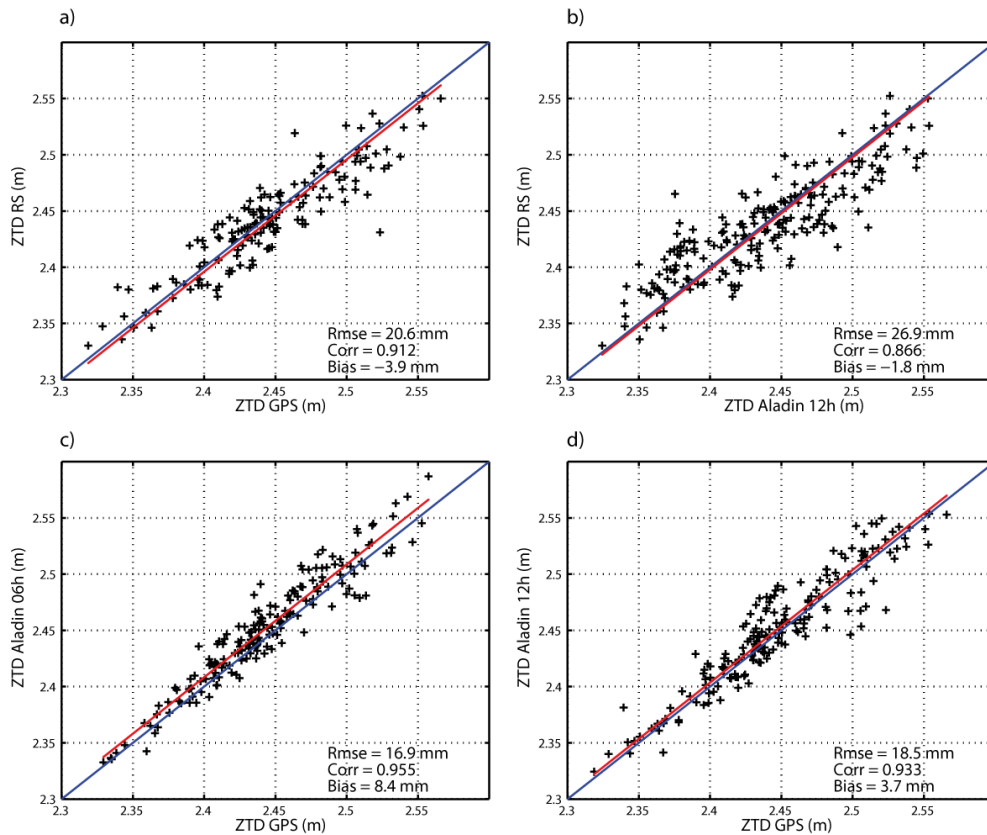 a)
ZTD RS (m)
2.55
2.5
2.45
2.4
2.35
2.3
2.3 2.35 2.4 2.45 2.5 2.55
ZTD GPS (m)
Rmse = 20.6 mm
Corr = 0.912
Bias = −3.9 mm
b)
ZTD RS (m)
2.55
2.5
2.45
2.4
2.35
2.3
2.3 2.35 2.4 2.45 2.5 2.55
ZTD Aladin 12h (m)
Rmse = 26.9 mm
Corr = 0.866
Bias = −1.8 mm
c)
ZTD Aladin 06h (m)
2.55
2.5
2.45
2.4
2.35
2.3
2.3 2.35 2.4 2.45 2.5 2.55
ZTD GPS (m)
Rmse = 16.9 mm
Corr = 0.955
Bias = 8.4 mm
d)
ZTD Aladin 12h (m)
2.55
2.5
2.45
2.4
2.35
2.3
2.3 2.35 2.4 2.45 2.5 2.55
ZTD GPS (m)
Rmse = 18.5 mm
Corr = 0.933
Bias = 3.7 mm